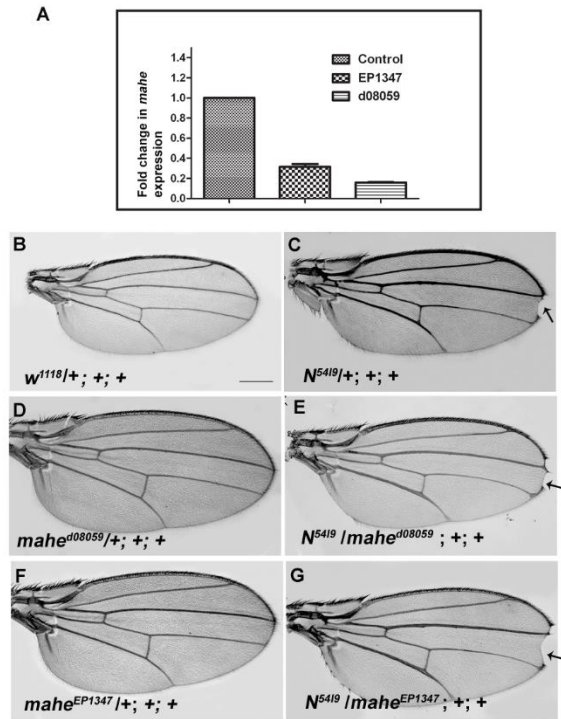 A
Fold change in mahe
expression
1.4
1.2
1.0
0.8
0.6
0.4
0.2
0.0
Control
EP1347
d08059
B
w1118/+; +; +
C
N54l9/+; +; +
D
mahed08059/+; +; +
E
N54l9 /mahed08059 ; +; +
F
maheEP1347/+; +; +
G
N54l9 /maheEP1347 ; +; +